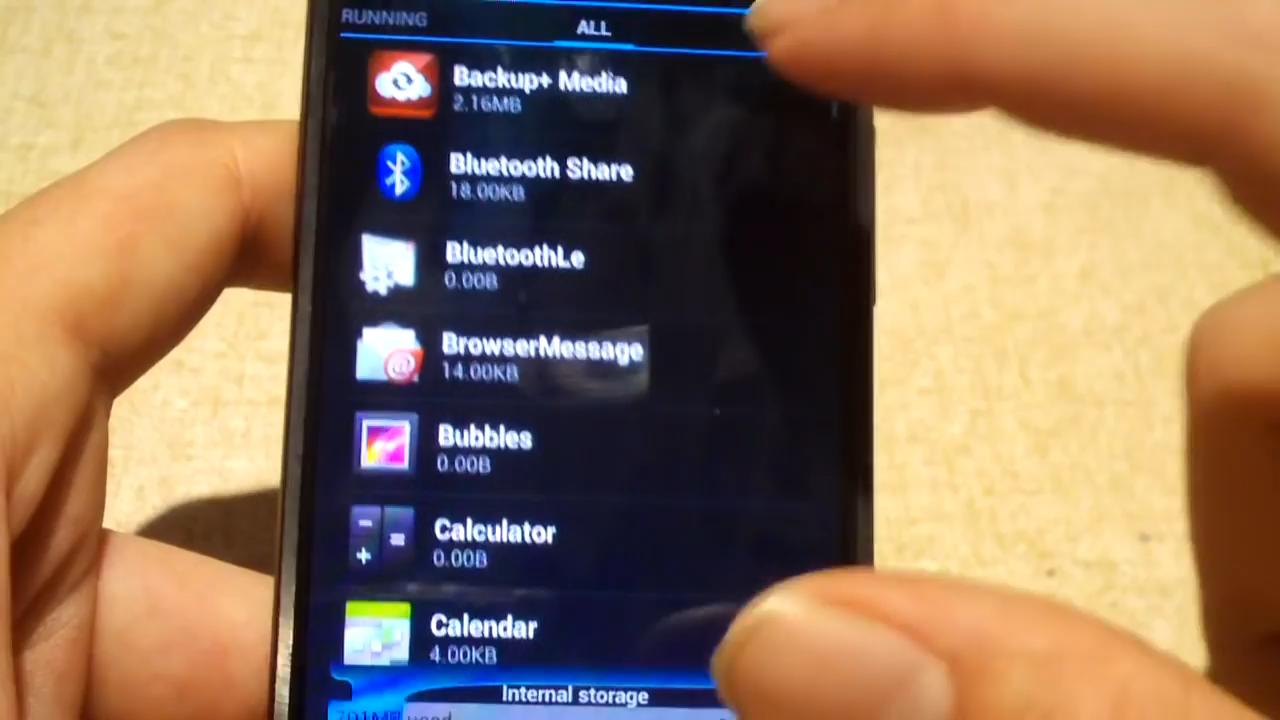 RUNNING
ALL
Backup+ Media
2.16MB
Bluetooth Share
18.00KB
BluetoothLe
0.00B
BrowserMessage
14.00KB
Bubbles
0.00B
Calculator
0.00B
Calendar
4.00KB
Internal storage
used